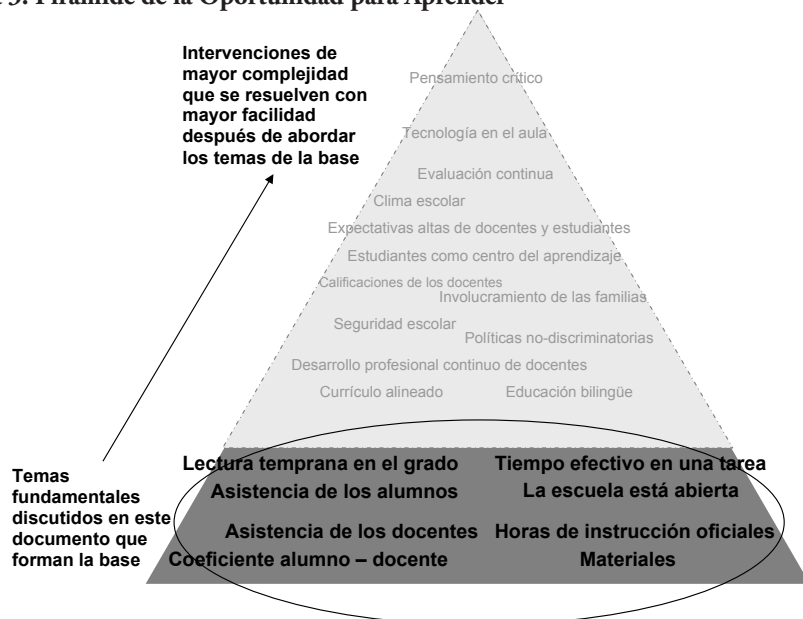 3. Pirámide de la Oportunidad para Aprender
Intervenciones de
mayor complejidad
que se resuelven con
mayor facilidad
después de abordar
los temas de la base
Pensamiento crítico
Tecnología en el aula
Evaluación continua
Clima escolar
Expectativas altas de docentes y estudiantes
Estudiantes como centro del aprendizaje
Calificaciones de los docentes
Involucramiento de las familias
Seguridad escolar
Políticas no-discriminatorias
Desarrollo profesional continuo de docentes
Currículo alineado Educación bilingüe
Temas
fundamentales
discutidos en este
documento que
forman la base
Lectura temprana en el grado Tiempo efectivo en una tarea
Asistencia de los alumnos La escuela está abierta
Asistencia de los docentes Horas de instrucción oficiales
Coeficiente alumno – docente Materiales